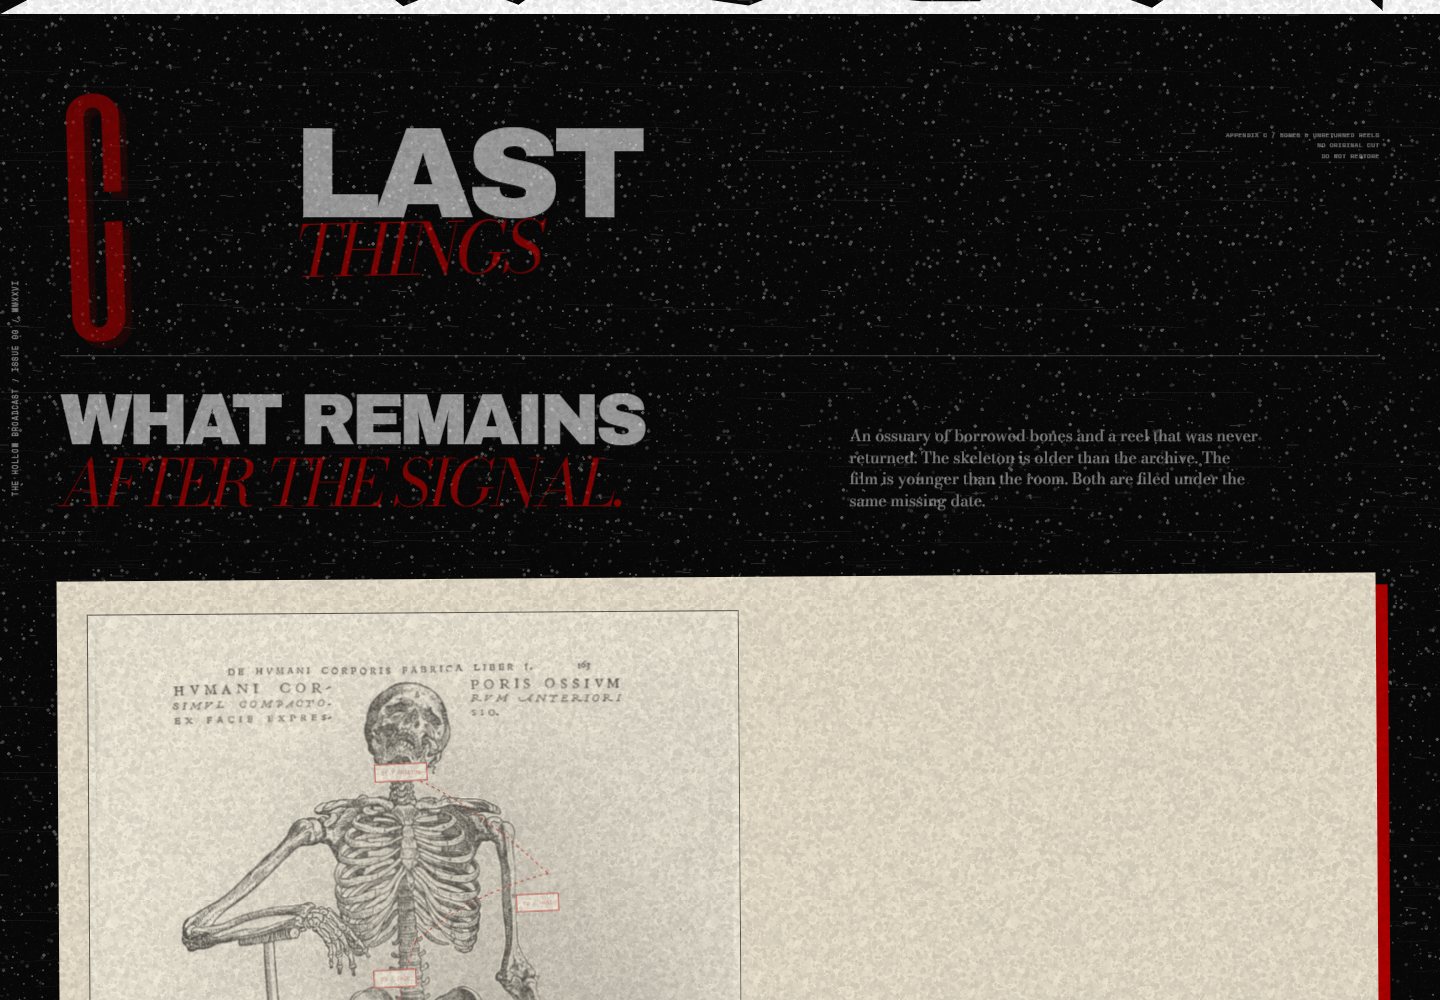 C
LAST
THINGS
APPENDIX C / BONES & UNRETURNED REELS
NO ORIGINAL CUT
DO NOT RESTORE
THE HOLLOW BROADCAST / ISSUE 00 / MMXXVI
WHAT REMAINS
AFTER THE SIGNAL.
An ossuary of borrowed bones and a reel that was never
returned. The skeleton is older than the archive. The
film is younger than the room. Both are filed under the
same missing date.
DE HVMANI CORPORIS FABRICA LIBER I. 163
HVMANI COR-
SIMVL COMPACTO-
EX FACIE EXPRES-
PORIS OSSIVM
RVM ANTERIORI
SIO.